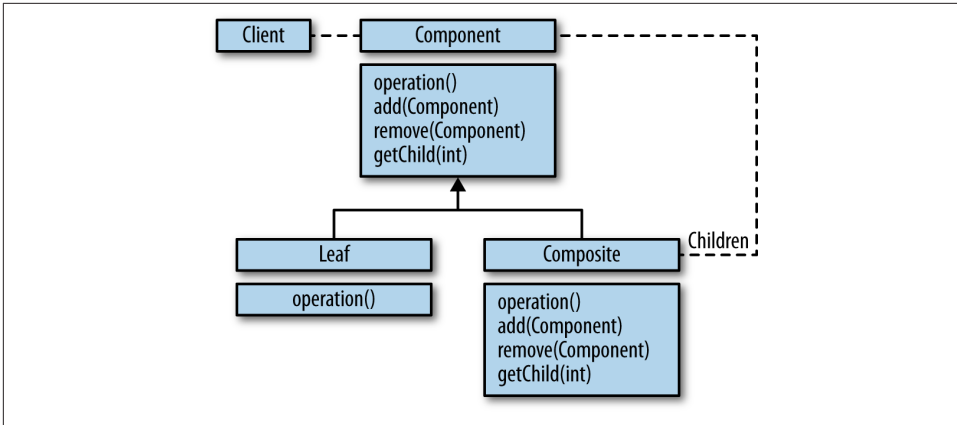 Client
Component
operation()
add(Component)
remove(Component)
getChild(int)
Leaf
Composite
Children
operation()
operation()
add(Component)
remove(Component)
getChild(int)